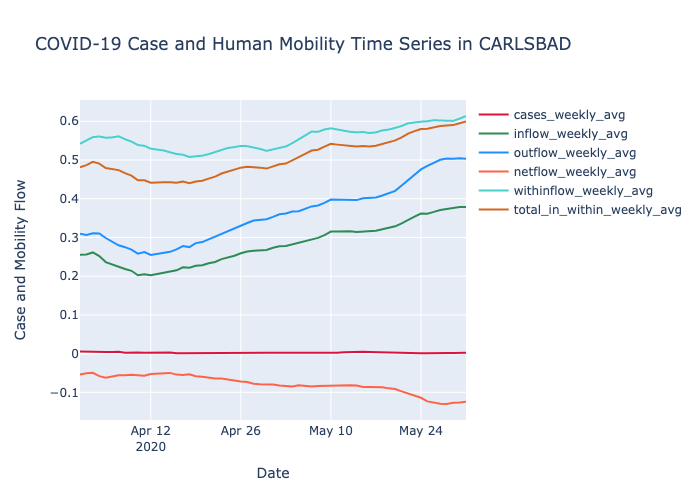 COVID-19 Case and Human Mobility Time Series in CARLSBAD
Case and Mobility Flow
0.6
0.5
0.4
0.3
0.2
0.1
0
−0.1
Apr 12
2020
Apr 26
May 10
May 24
Date
cases_weekly_avg
inflow_weekly_avg
outflow_weekly_avg
netflow_weekly_avg
withinflow_weekly_avg
total_in_within_weekly_avg